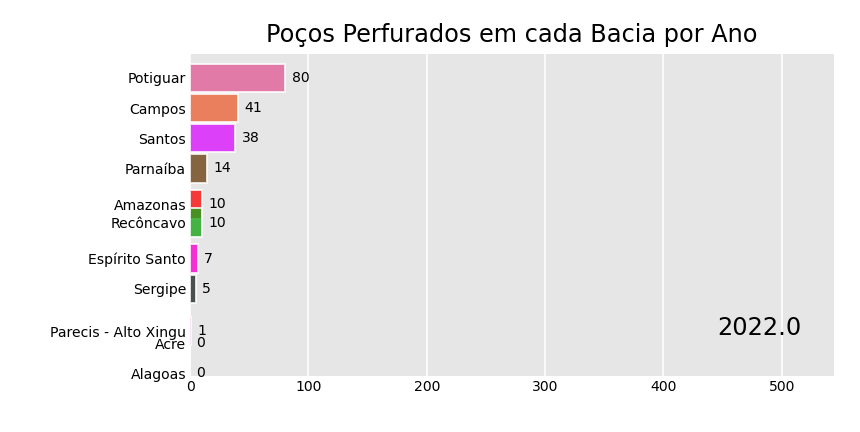 Poços Perfurados em cada Bacia por Ano
Potiguar 80
Campos 41
Santos 38
Parnaíba 14
Amazonas 10
Recôncavo 10
Espírito Santo 7
Sergipe 5
Parecis - Alto Xingu 1
2022.0
Acre 0
Alagoas 0
0 100 200 300 400 500